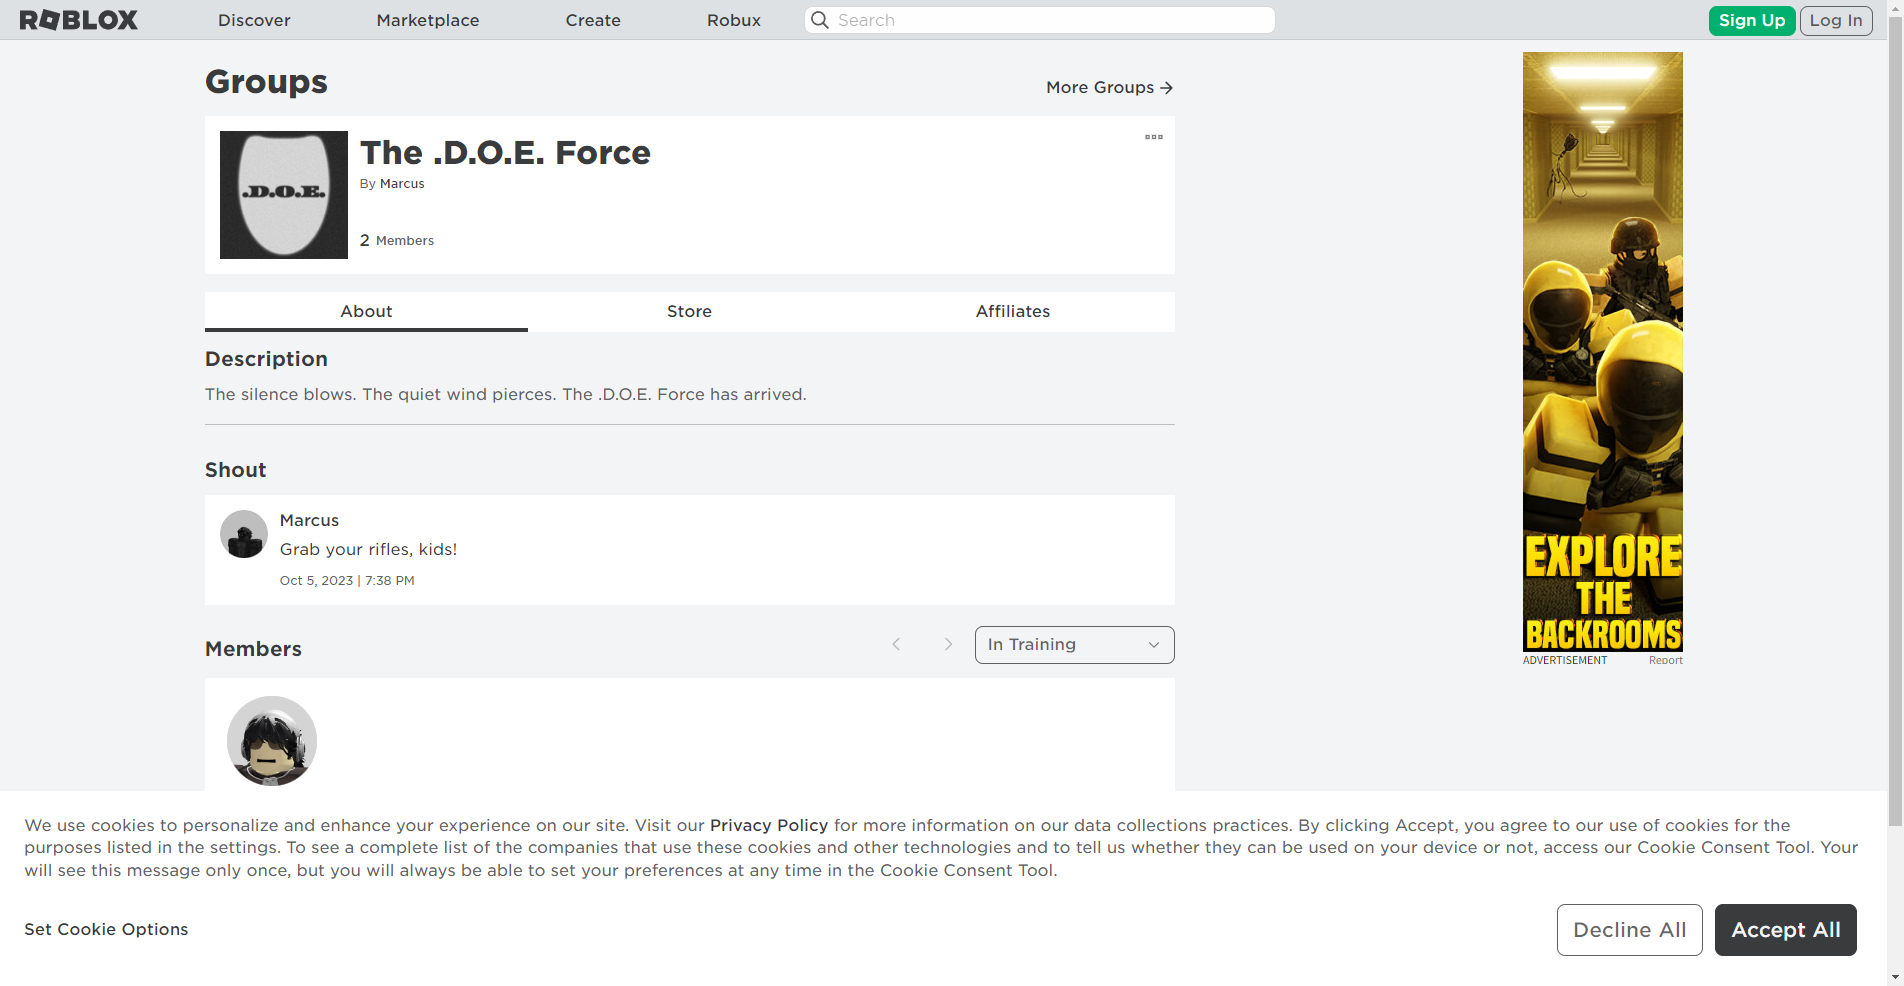 ROBLOX
Discover
Marketplace
Create
Robux
Search
Sign Up
Log In
Groups
More Groups →
.D.O.E.
The .D.O.E. Force
By Marcus
2 Members
About
Store
Affiliates
Description
The silence blows. The quiet wind pierces. The .D.O.E. Force has arrived.
Shout
Marcus
Grab your rifles, kids!
Oct 5, 2023 | 7:38 PM
Members
In Training
EXPLORE
THE
BACKROOMS
ADVERTISEMENT
Report
We use cookies to personalize and enhance your experience on our site. Visit our Privacy Policy for more information on our data collections practices. By clicking Accept, you agree to our use of cookies for the
purposes listed in the settings. To see a complete list of the companies that use these cookies and other technologies and to tell us whether they can be used on your device or not, access our Cookie Consent Tool. Your
will see this message only once, but you will always be able to set your preferences at any time in the Cookie Consent Tool.
Set Cookie Options
Decline All
Accept All